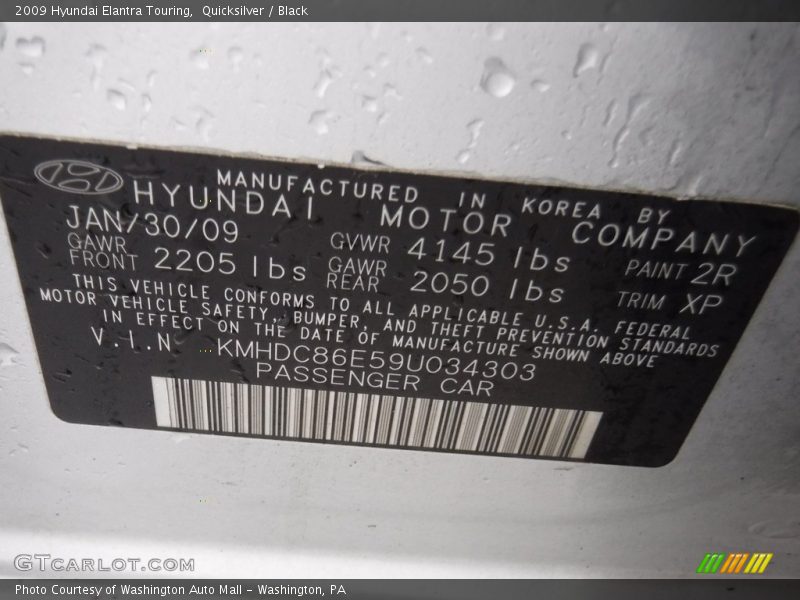 2009 Hyundai Elantra Touring, Quicksilver / Black
MANUFACTURED IN KOREA BY
HYUNDAI MOTOR COMPANY
JAN/30/09 GVWR 4145 lbs PAINT 2R
GAWR FRONT 2205 lbs GAWR REAR 2050 lbs TRIM XP
THIS VEHICLE CONFORMS TO ALL APPLICABLE U.S.A. FEDERAL
MOTOR VEHICLE SAFETY, BUMPER, AND THEFT PREVENTION STANDARDS
IN EFFECT ON THE DATE OF MANUFACTURE SHOWN ABOVE
V.I.N KMHDC86E59U034303
PASSENGER CAR
GTCARLOT.COM
Photo Courtesy of Washington Auto Mall - Washington, PA